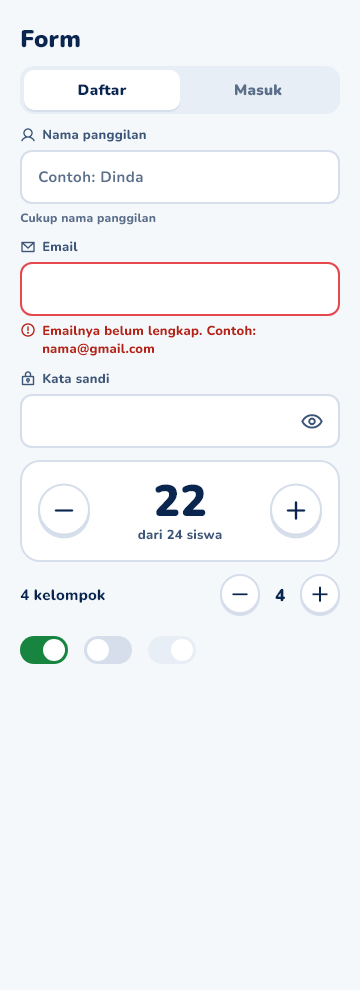 Form
Daftar
Masuk
Nama panggilan
Contoh: Dinda
Cukup nama panggilan
Email
Emailnya belum lengkap. Contoh:
nama@gmail.com
Kata sandi
22
dari 24 siswa
4 kelompok
4